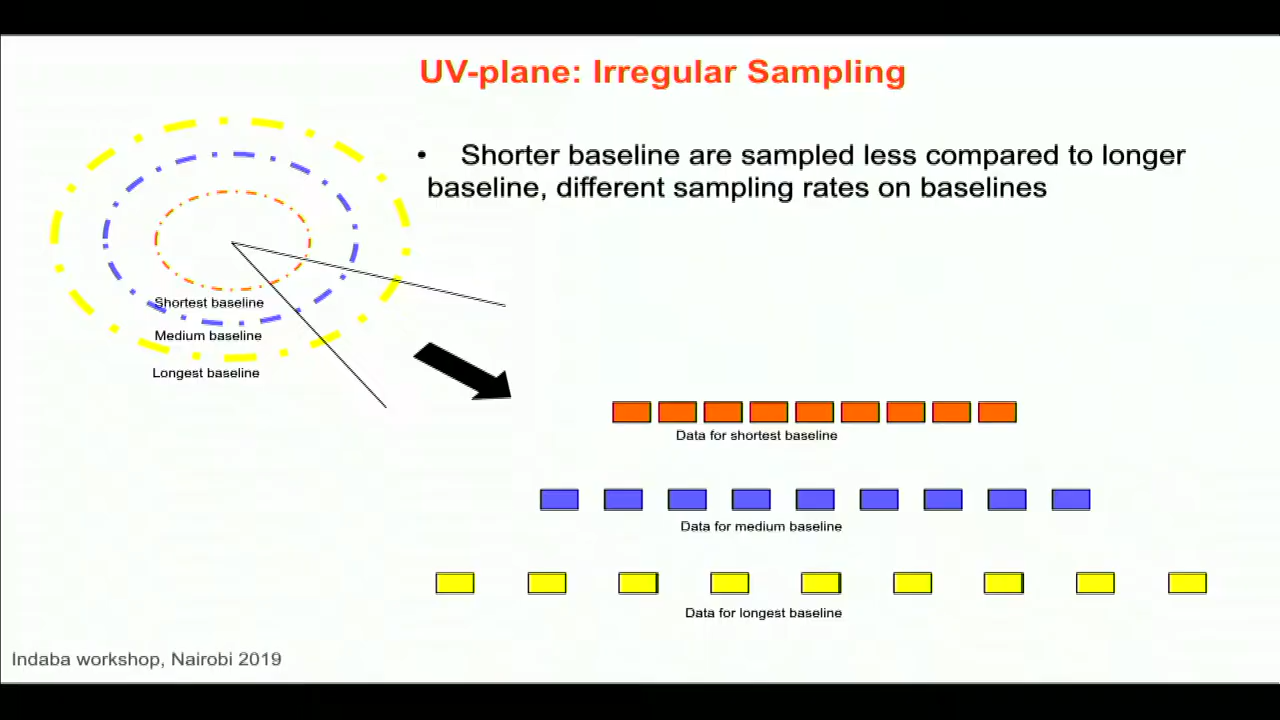 UV-plane: Irregular Sampling
• Shorter baseline are sampled less compared to longer
baseline, different sampling rates on baselines
Shortest baseline
Medium baseline
Longest baseline
Data for shortest baseline
Data for medium baseline
Data for longest baseline
Indaba workshop, Nairobi 2019